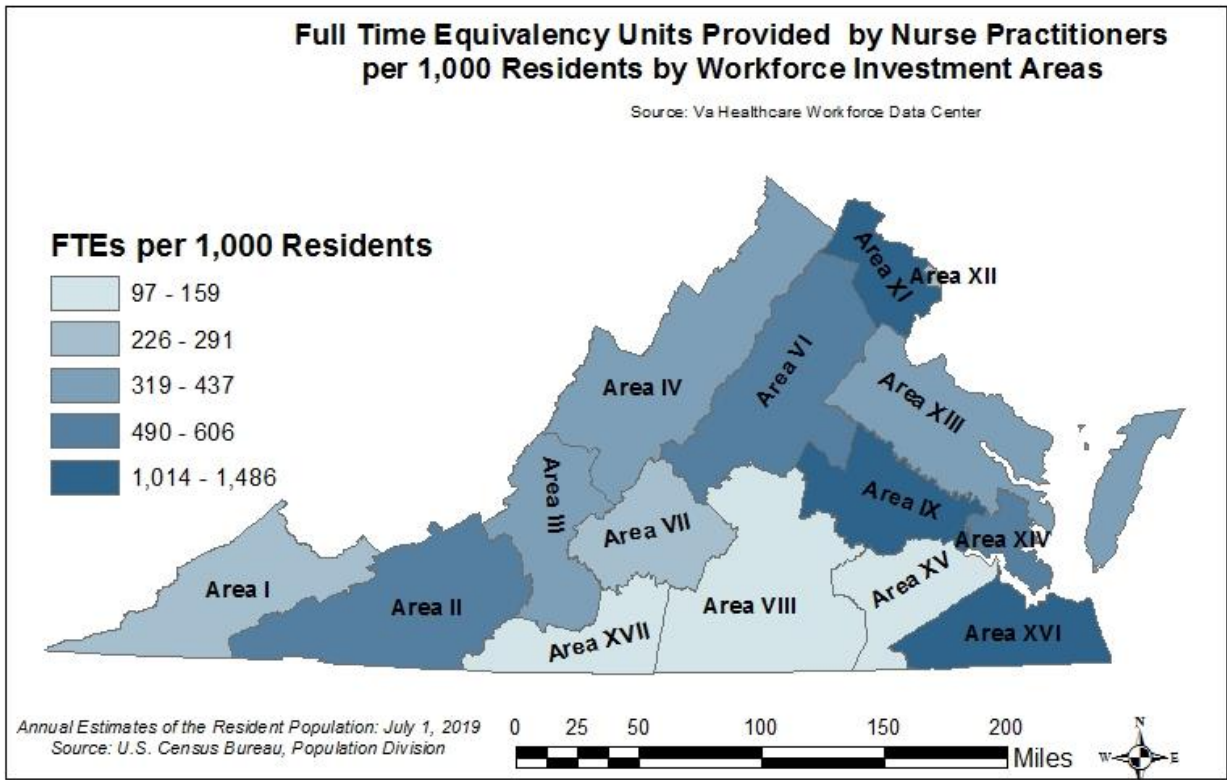 Full Time Equivalency Units Provided by Nurse Practitioners
per 1,000 Residents by Workforce Investment Areas
Source: Va Healthcare Workforce Data Center
FTEs per 1,000 Residents
97 - 159
226 - 291
319 - 437
490 - 606
1,014 - 1,486
Area XI
Area XII
Area VI
Area IV
Area XIII
Area III
Area IX
Area VII
Area XIV
Area I
Area II
Area VIII
Area XV
Area XVII
Area XVI
Annual Estimates of the Resident Population: July 1, 2019
Source: U.S. Census Bureau, Population Division
0 25 50 100 150 200
Miles
N
W E
S